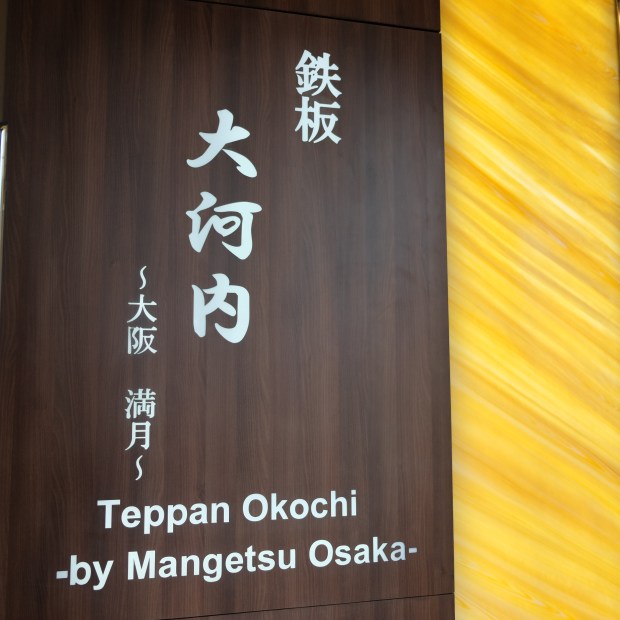 鉄板
大河内
～大阪　満月～
Teppan Okochi
-by Mangetsu Osaka-